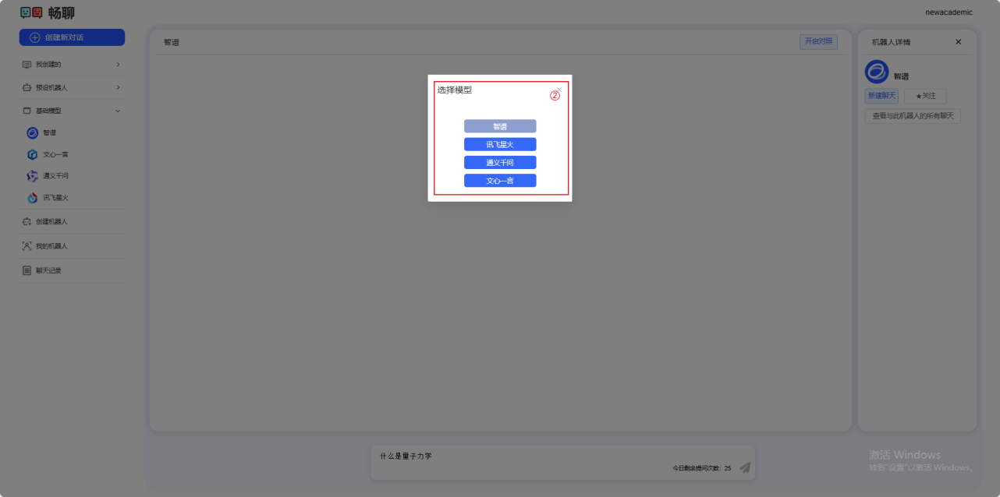 畅聊
newacademic
创建新对话
我创建的
预设机器人
基础模型
智谱
文心一言
通义千问
讯飞星火
创建机器人
我的机器人
聊天记录
智谱
开启对照
选择模型
②
智谱
讯飞星火
通义千问
文心一言
机器人详情
智谱
新建聊天
★关注
查看与此机器人的所有聊天
什么是量子力学
今日剩余提问次数：25
激活 Windows
转到"设置"以激活 Windows。